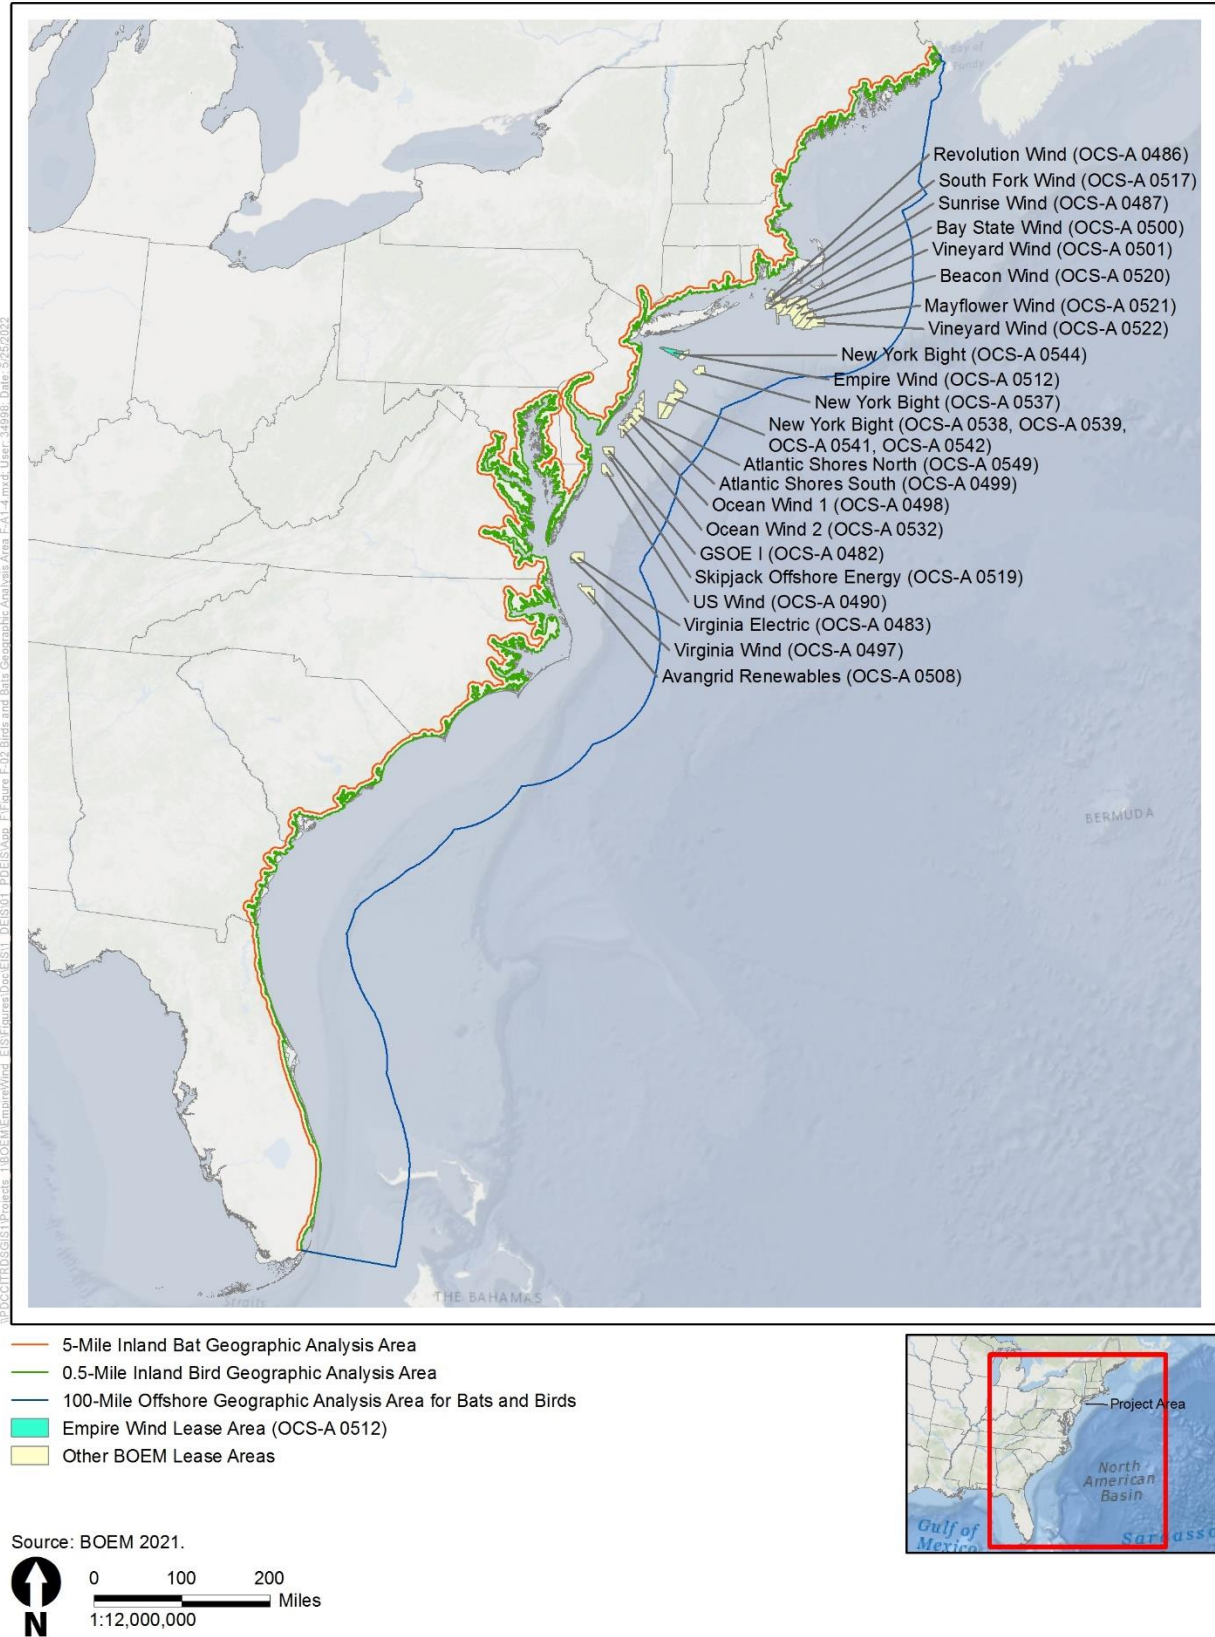 Bay of
Fundy
Revolution Wind (OCS-A 0486)
South Fork Wind (OCS-A 0517)
Sunrise Wind (OCS-A 0487)
Bay State Wind (OCS-A 0500)
Vineyard Wind (OCS-A 0501)
Beacon Wind (OCS-A 0520)
Mayflower Wind (OCS-A 0521)
Vineyard Wind (OCS-A 0522)
New York Bight (OCS-A 0544)
Empire Wind (OCS-A 0512)
New York Bight (OCS-A 0537)
New York Bight (OCS-A 0538, OCS-A 0539,
OCS-A 0541, OCS-A 0542)
Atlantic Shores North (OCS-A 0549)
Atlantic Shores South (OCS-A 0499)
Ocean Wind 1 (OCS-A 0498)
Ocean Wind 2 (OCS-A 0532)
GSOE I (OCS-A 0482)
Skipjack Offshore Energy (OCS-A 0519)
US Wind (OCS-A 0490)
Virginia Electric (OCS-A 0483)
Virginia Wind (OCS-A 0497)
Avangrid Renewables (OCS-A 0508)
BERMUDA
THE BAHAMAS
Straits
5-Mile Inland Bat Geographic Analysis Area
0.5-Mile Inland Bird Geographic Analysis Area
100-Mile Offshore Geographic Analysis Area for Bats and Birds
Empire Wind Lease Area (OCS-A 0512)
Other BOEM Lease Areas
Project Area
North
American
Basin
Gulf of
Mexico
Sargasso
Source: BOEM 2021.
0 100 200
Miles
1:12,000,000
N